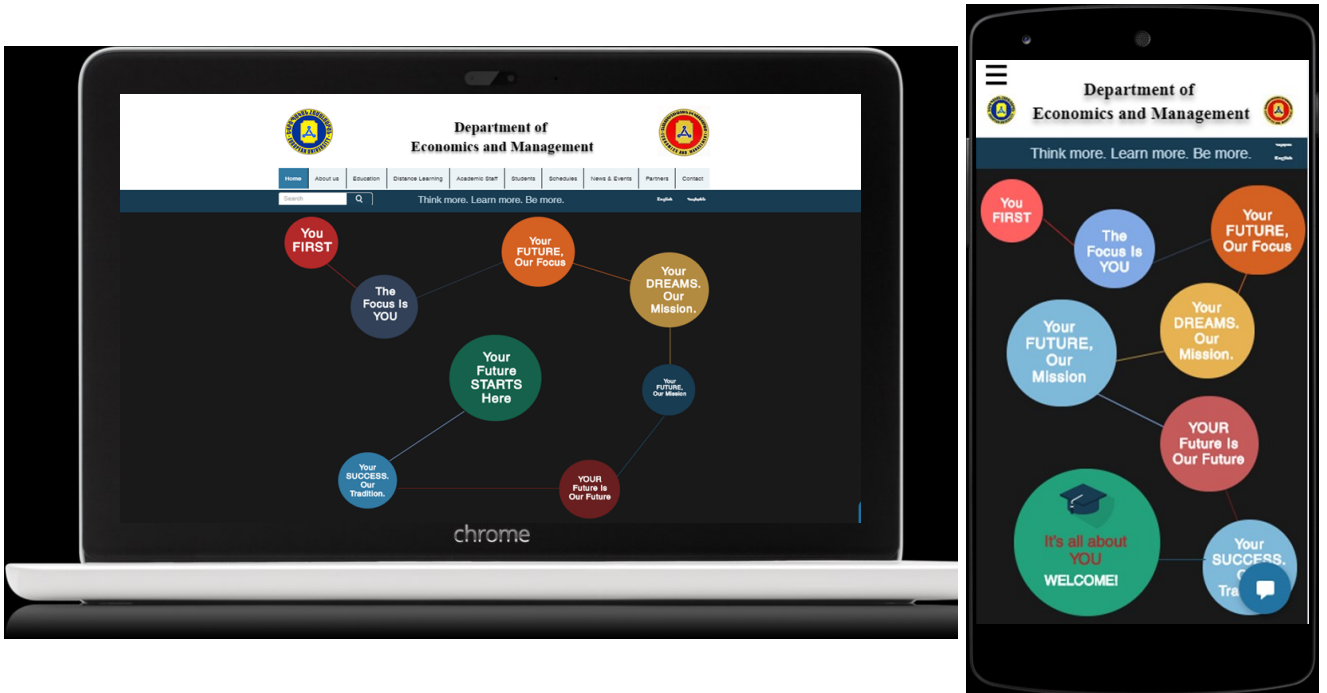 Department of
Economics and Management
Home
About us
Education
Distance Learning
Academic Staff
Students
Schedules
News & Events
Partners
Contact
Search
Think more. Learn more. Be more.
English
You
FIRST
The
Focus Is
YOU
Your
FUTURE,
Our Focus
Your
DREAMS.
Our
Mission.
Your
FUTURE,
Our Mission
YOUR
Future Is
Our Future
Your
SUCCESS.
Our
Tradition.
Your
Future
STARTS
Here
chrome
Department of
Economics and Management
Think more. Learn more. Be more.
English
You
FIRST
The
Focus Is
YOU
Your
FUTURE,
Our Focus
Your
DREAMS.
Our
Mission.
Your
FUTURE,
Our
Mission
YOUR
Future Is
Our Future
Your
SUCCESS.
It's all about
YOU
WELCOME!